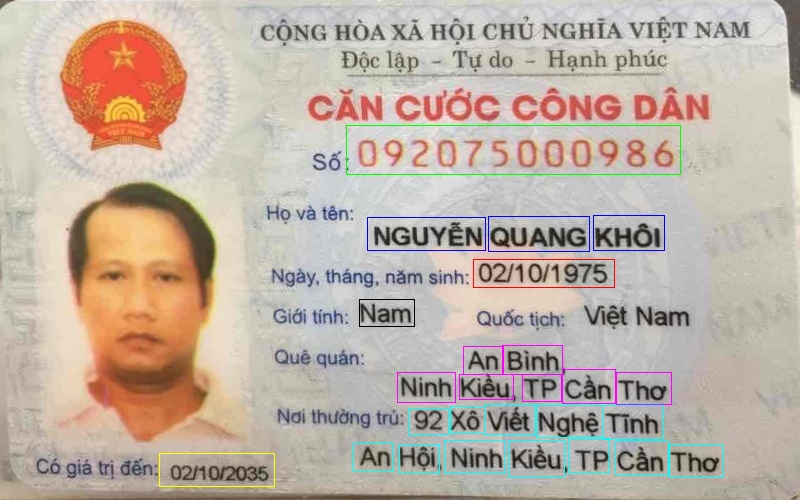 CỘNG HÒA XÃ HỘI CHỦ NGHĨA VIỆT NAM
Độc lập - Tự do - Hạnh phúc
CĂN CƯỚC CÔNG DÂN
Số: 092075000986
Họ và tên: NGUYỄN QUANG KHÔI
Ngày, tháng, năm sinh: 02/10/1975
Giới tính: Nam Quốc tịch: Việt Nam
Quê quán: An Bình,
Ninh Kiều, TP Cần Thơ
Nơi thường trú: 92 Xô Viết Nghệ Tĩnh
An Hội, Ninh Kiều, TP Cần Thơ
Có giá trị đến: 02/10/2035